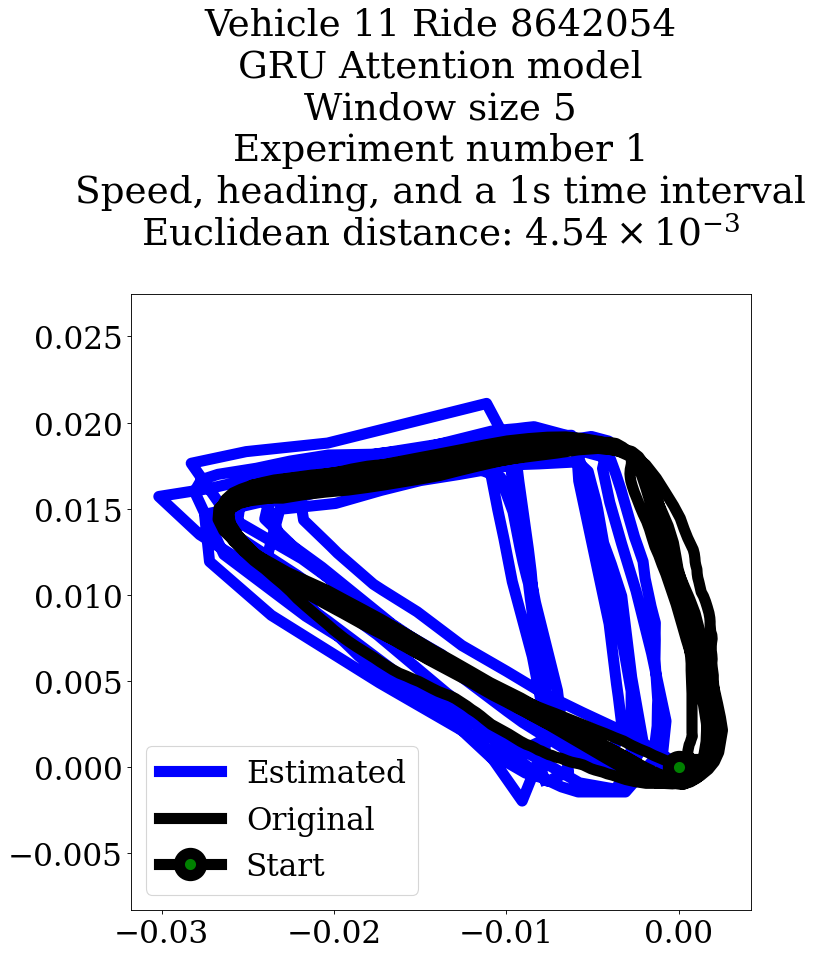 Vehicle 11 Ride 8642054
GRU Attention model
Window size 5
Experiment number 1
Speed, heading, and a 1s time interval
Euclidean distance: 4.54 × 10⁻³
0.025
0.020
0.015
0.010
0.005
0.000
−0.005
Estimated
Original
Start
−0.03 −0.02 −0.01 0.00